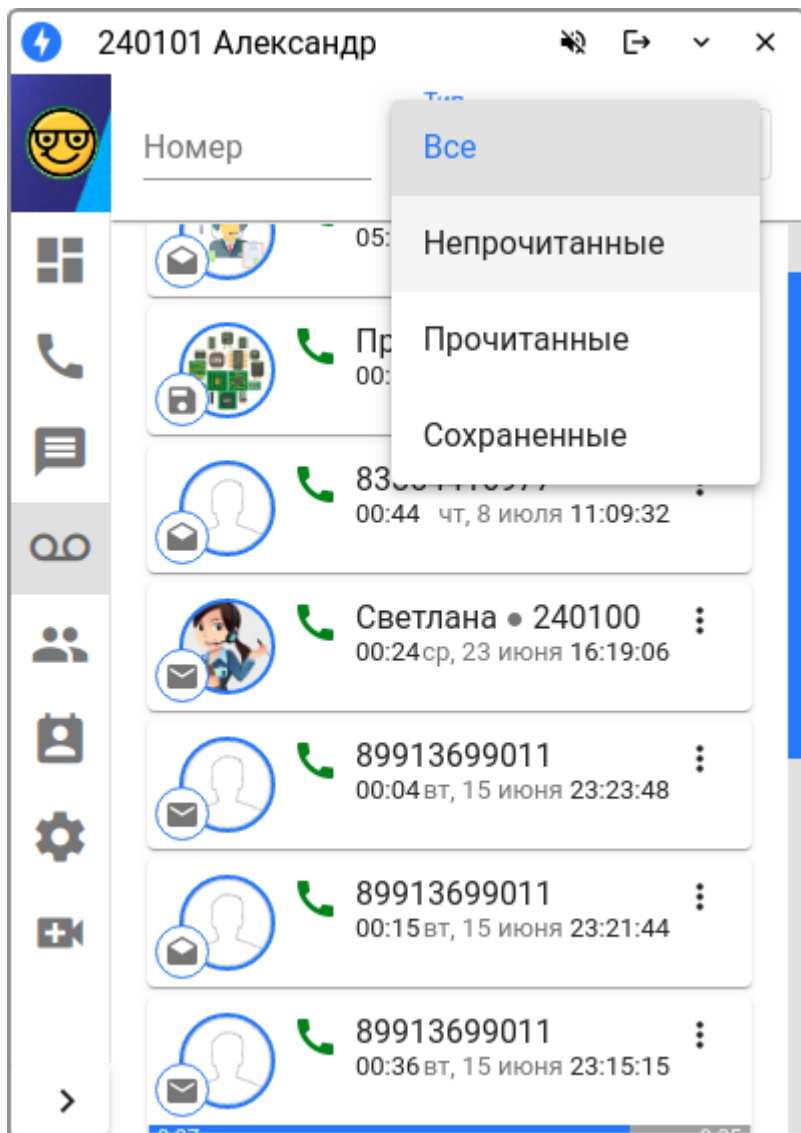 240101 Александр
Тип
Номер
Все
Непрочитанные
Прочитанные
Сохраненные
05:
Пр
00:
00:44 чт, 8 июля 11:09:32
Светлана ● 240100
00:24 ср, 23 июня 16:19:06
89913699011
00:04 вт, 15 июня 23:23:48
89913699011
00:15 вт, 15 июня 23:21:44
89913699011
00:36 вт, 15 июня 23:15:15